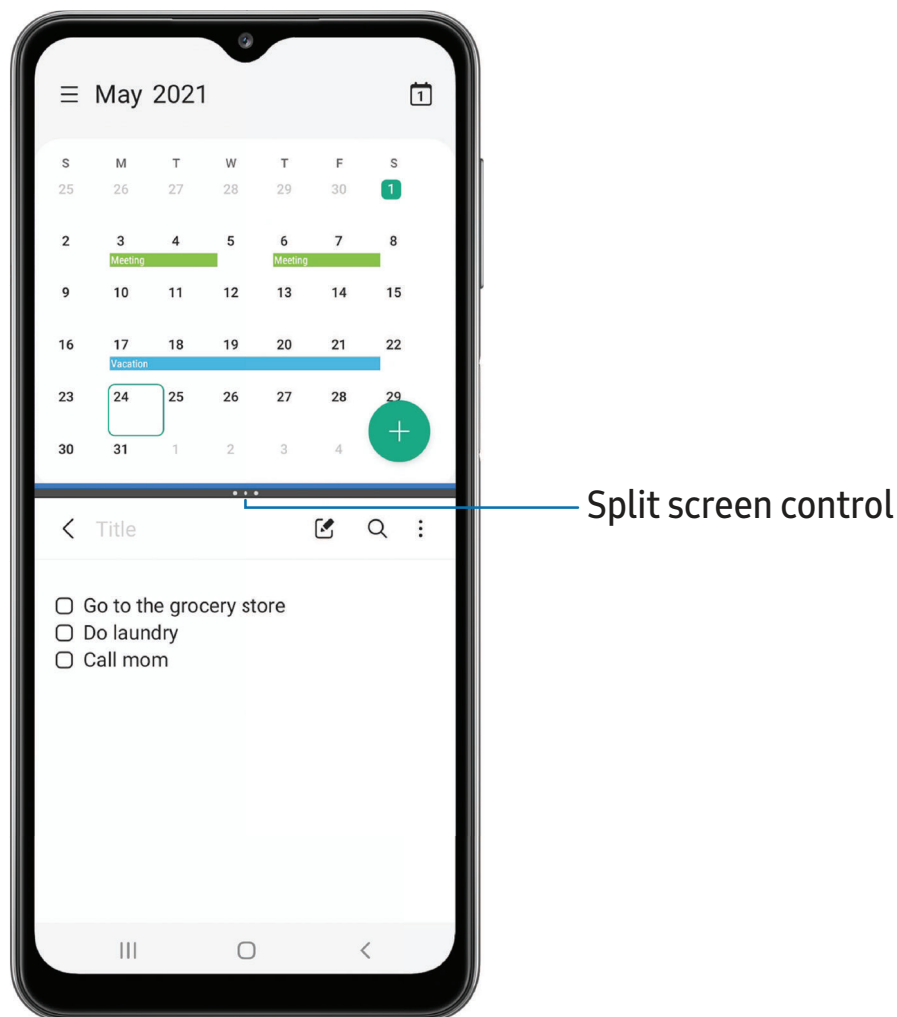 May 2021
1
S M T W T F S
25 26 27 28 29 30 1
2 3 4 5 6 7 8
Meeting Meeting
9 10 11 12 13 14 15
16 17 18 19 20 21 22
Vacation
23 24 25 26 27 28 29
30 31 1 2 3 4
Split screen control
Title
Go to the grocery store
Do laundry
Call mom